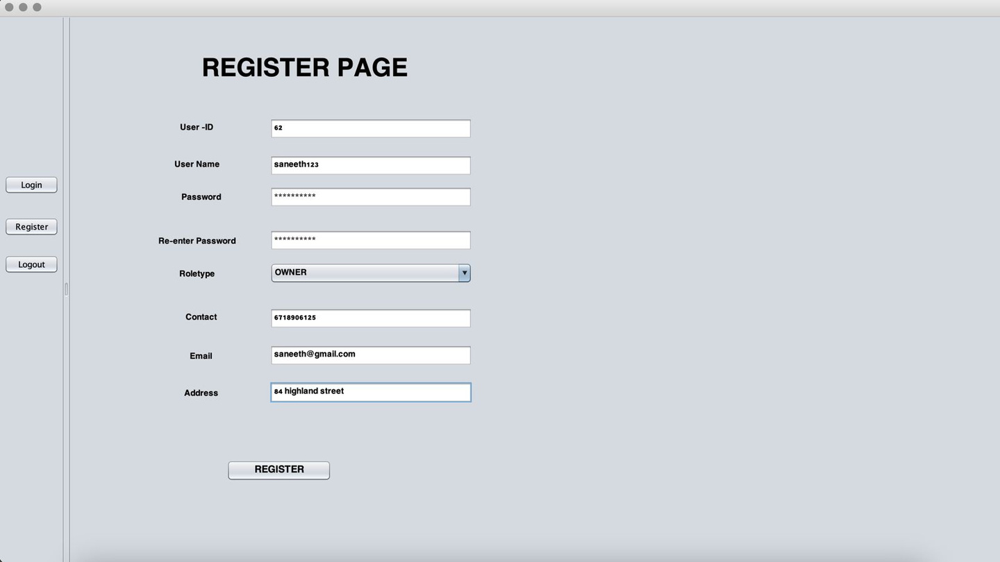 REGISTER PAGE
User -ID 62
User Name saneeth123
Login
Password **********
Register
Re-enter Password **********
Logout
Roletype OWNER
Contact 6718906125
Email saneeth@gmail.com
Address 84 highland street
REGISTER